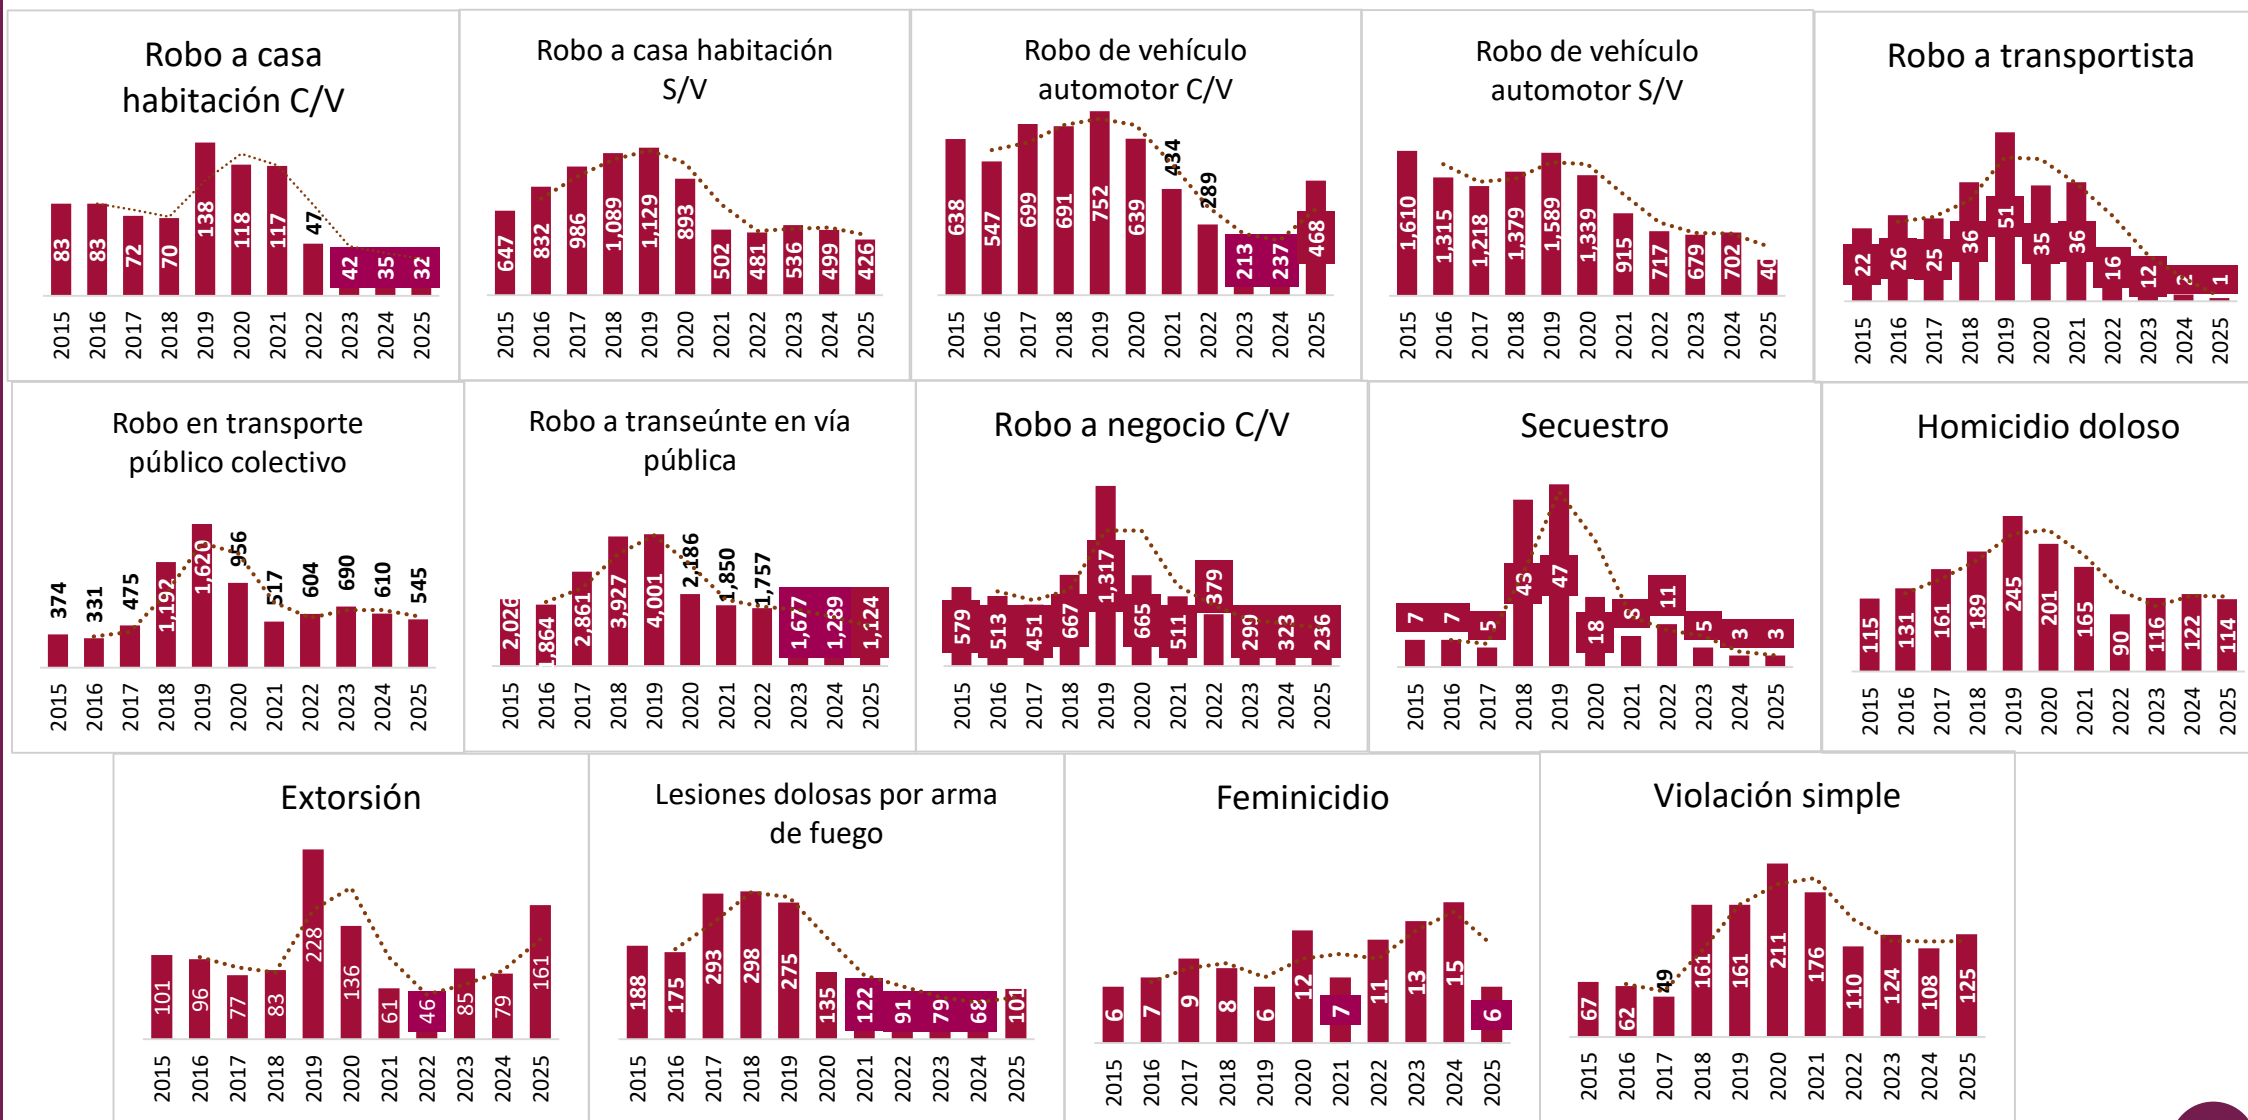 Robo a casa
habitación C/V
83 83 72 70 138 118 117 47 42 35 32
2015 2016 2017 2018 2019 2020 2021 2022 2023 2024 2025
Robo a casa habitación
S/V
647 832 986 1,089 1,129 893 502 481 536 499 426
2015 2016 2017 2018 2019 2020 2021 2022 2023 2024 2025
Robo de vehículo
automotor C/V
638 547 699 691 752 639 434 289 213 237 468
2015 2016 2017 2018 2019 2020 2021 2022 2023 2024 2025
Robo de vehículo
automotor S/V
1,610 1,315 1,218 1,379 1,589 1,339 915 717 679 702
2015 2016 2017 2018 2019 2020 2021 2022 2023 2024 2025
Robo a transportista
22 26 25 36 51 35 36 16 12 2 1
2015 2016 2017 2018 2019 2020 2021 2022 2023 2024 2025
Robo en transporte
público colectivo
374 331 475 1,192 1,620 956 517 604 690 610 545
2015 2016 2017 2018 2019 2020 2021 2022 2023 2024 2025
Robo a transeúnte en vía
pública
2,026 1,864 2,861 3,927 4,001 2,186 1,850 1,757 1,677 1,289 1,124
2015 2016 2017 2018 2019 2020 2021 2022 2023 2024 2025
Robo a negocio C/V
579 513 451 667 1,317 665 511 379 299 323 236
2015 2016 2017 2018 2019 2020 2021 2022 2023 2024 2025
Secuestro
7 7 5 43 47 18 11 5 3 3
2015 2016 2017 2018 2019 2020 2021 2022 2023 2024 2025
Homicidio doloso
115 131 161 189 245 201 165 90 116 122 114
2015 2016 2017 2018 2019 2020 2021 2022 2023 2024 2025
Extorsión
101 96 77 83 228 136 61 46 85 79 161
2015 2016 2017 2018 2019 2020 2021 2022 2023 2024 2025
Lesiones dolosas por arma
de fuego
188 175 293 298 275 135 122 91 79 68 101
2015 2016 2017 2018 2019 2020 2021 2022 2023 2024 2025
Feminicidio
6 7 9 8 6 12 7 11 13 15 6
2015 2016 2017 2018 2019 2020 2021 2022 2023 2024 2025
Violación simple
67 62 49 161 161 211 176 110 124 108 125
2015 2016 2017 2018 2019 2020 2021 2022 2023 2024 2025